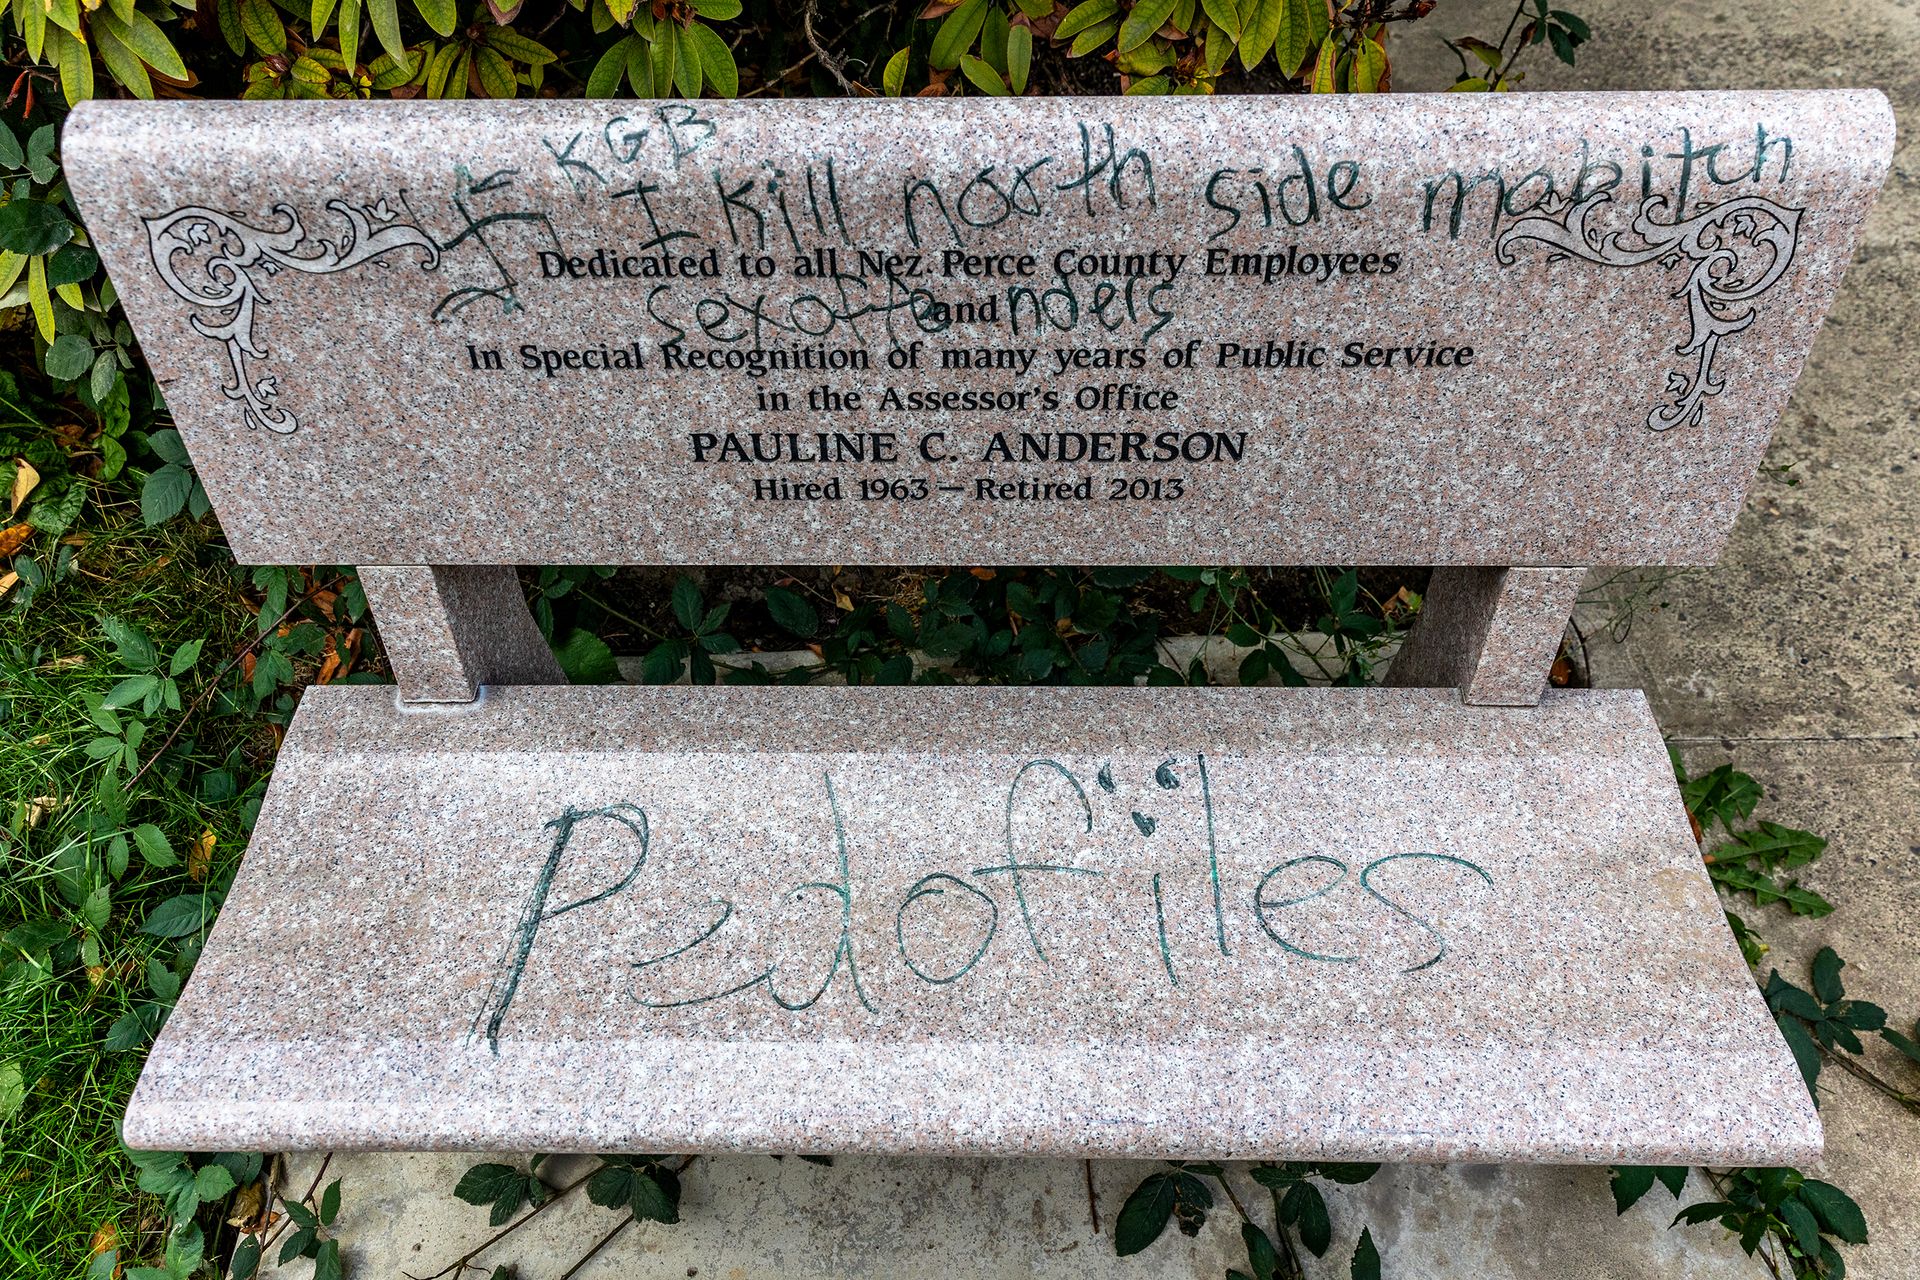 KGB
I kill north side mabitch
Dedicated to all Nez Perce County Employees
sexoffenders
and
In Special Recognition of many years of Public Service
in the Assessor's Office
PAULINE C. ANDERSON
Hired 1963 — Retired 2013
Pedofiles